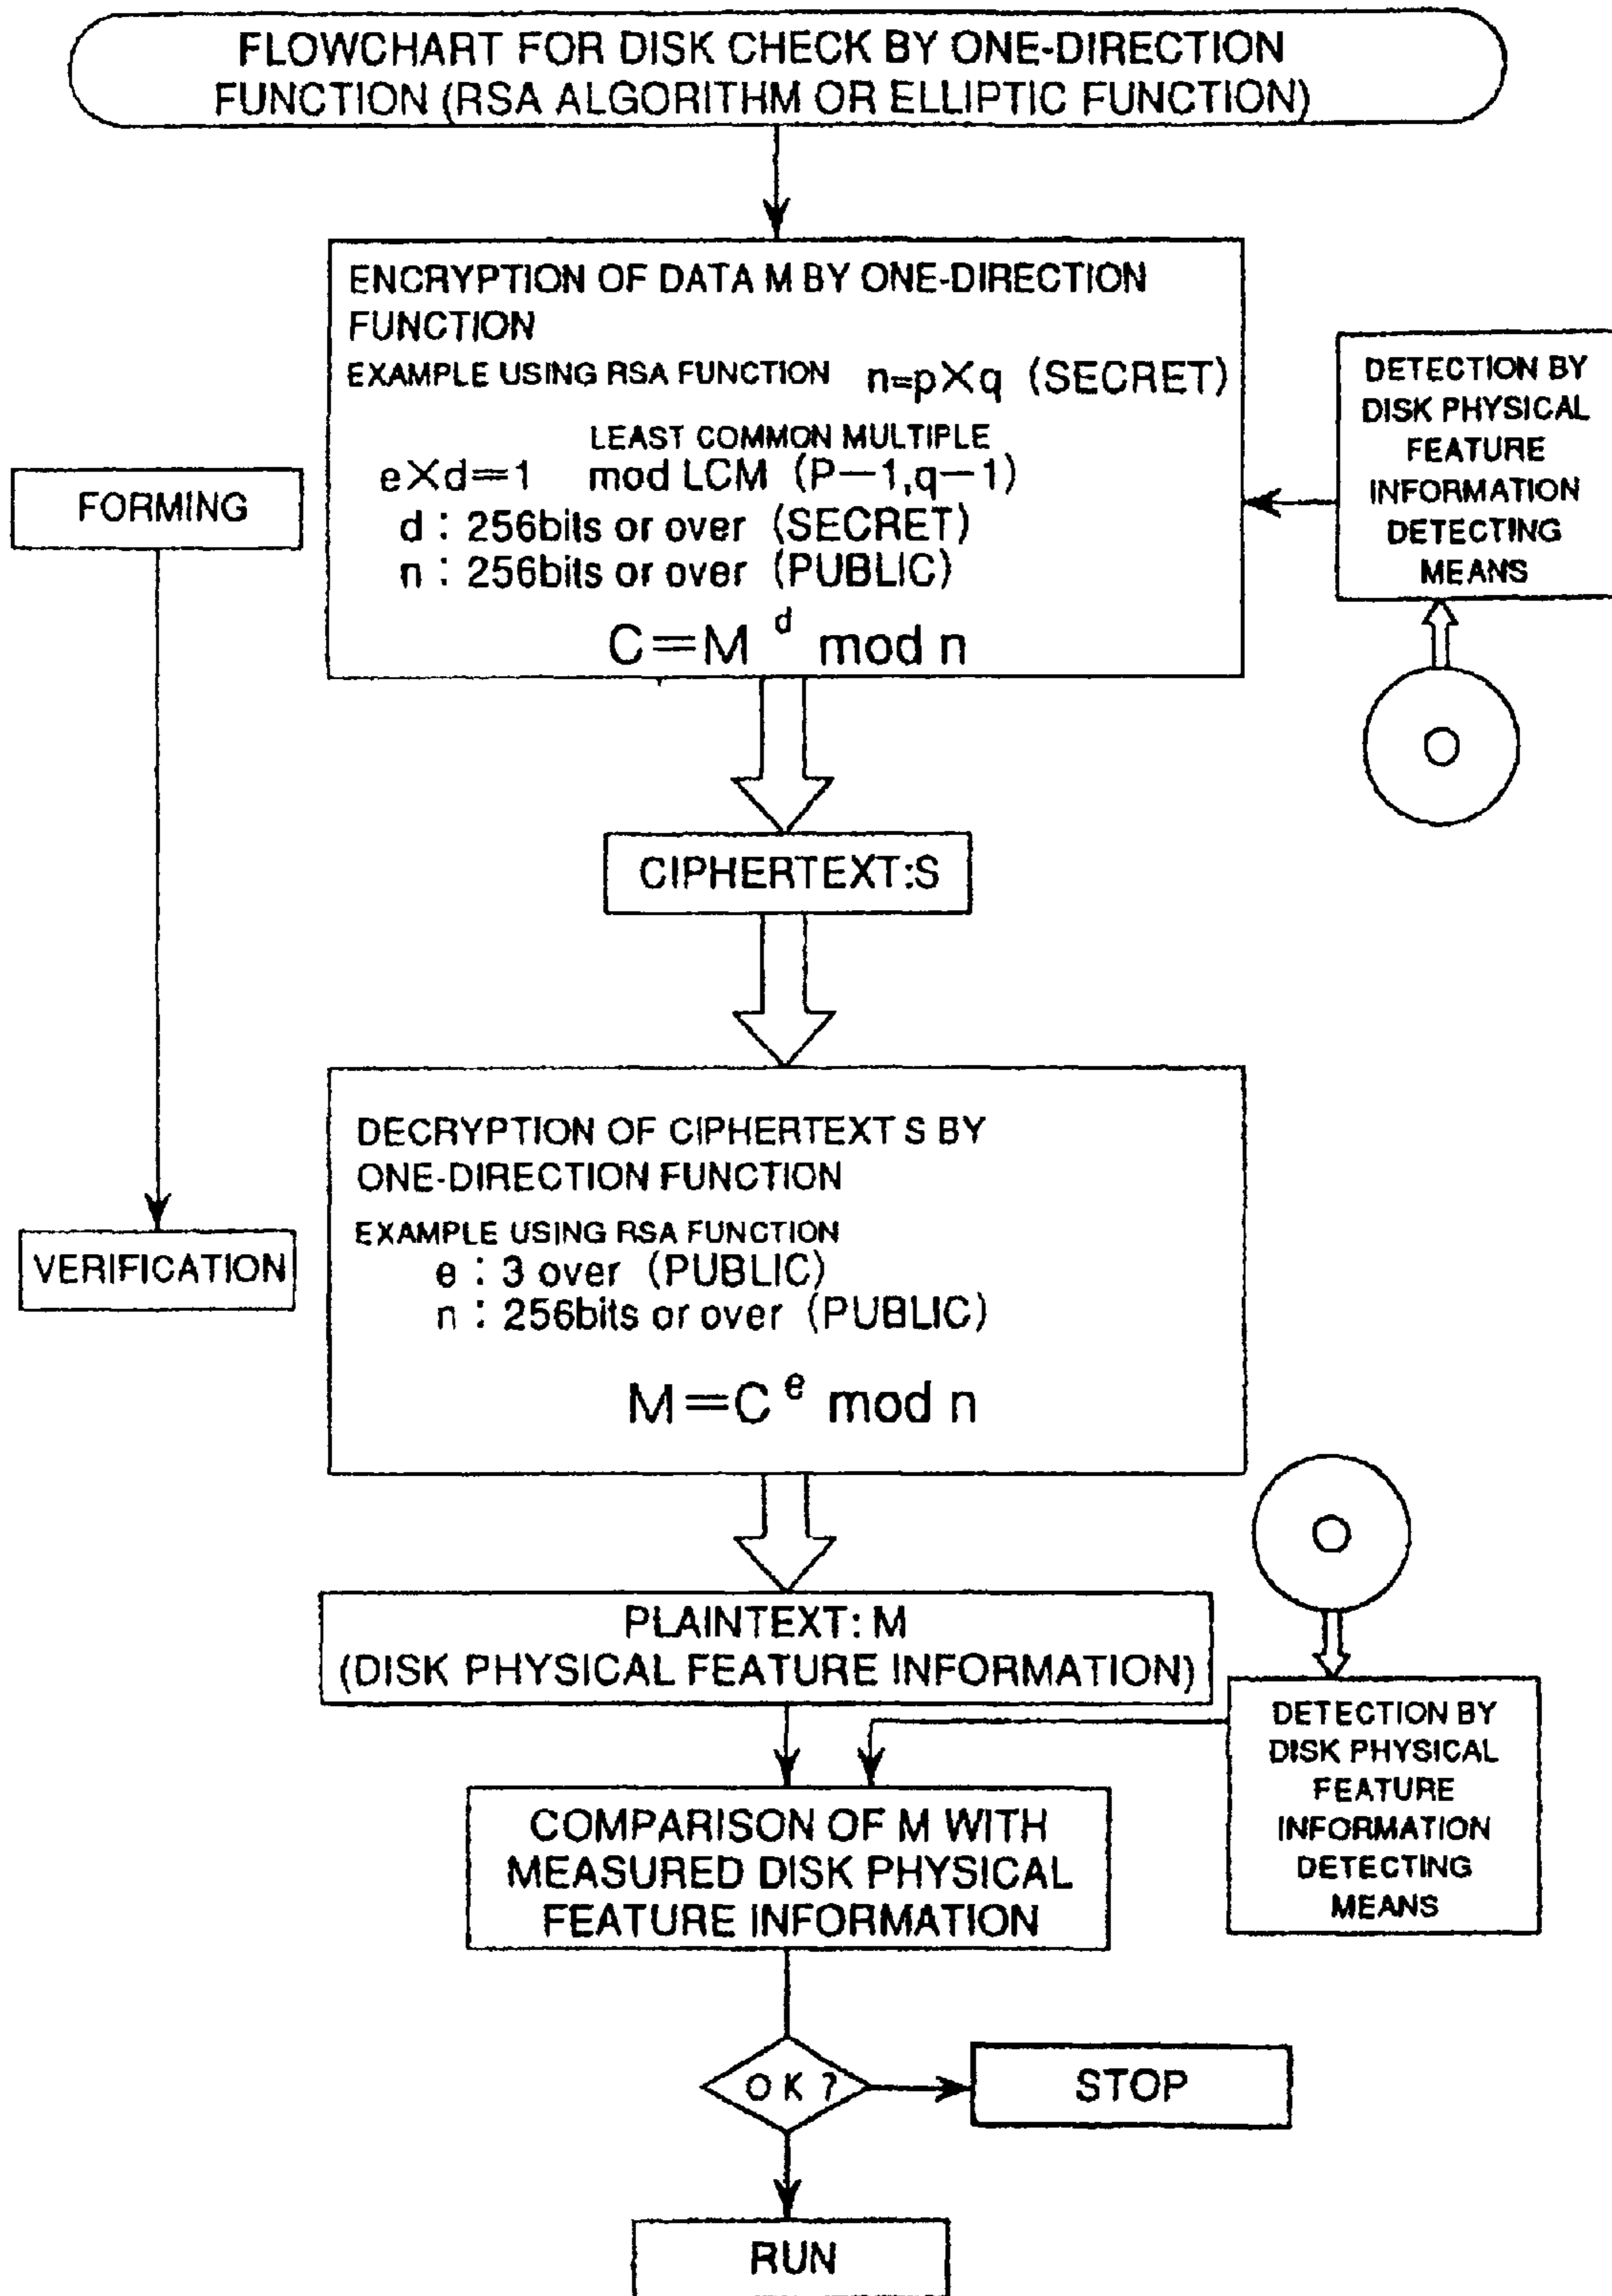 FLOWCHART FOR DISK CHECK BY ONE-DIRECTION
FUNCTION (RSA ALGORITHM OR ELLIPTIC FUNCTION)
ENCRYPTION OF DATA M BY ONE-DIRECTION
FUNCTION
EXAMPLE USING RSA FUNCTION n=p×q (SECRET)
LEAST COMMON MULTIPLE
e×d=1 mod LCM (P-1,q-1)
d : 256bits or over (SECRET)
n : 256bits or over (PUBLIC)
C=M^d mod n
DETECTION BY
DISK PHYSICAL
FEATURE
INFORMATION
DETECTING
MEANS
FORMING
CIPHERTEXT:S
DECRYPTION OF CIPHERTEXT S BY
ONE-DIRECTION FUNCTION
EXAMPLE USING RSA FUNCTION
e : 3 over (PUBLIC)
n : 256bits or over (PUBLIC)
M=C^e mod n
VERIFICATION
PLAINTEXT: M
(DISK PHYSICAL FEATURE INFORMATION)
DETECTION BY
DISK PHYSICAL
FEATURE
INFORMATION
DETECTING
MEANS
COMPARISON OF M WITH
MEASURED DISK PHYSICAL
FEATURE INFORMATION
OK?
STOP
RUN